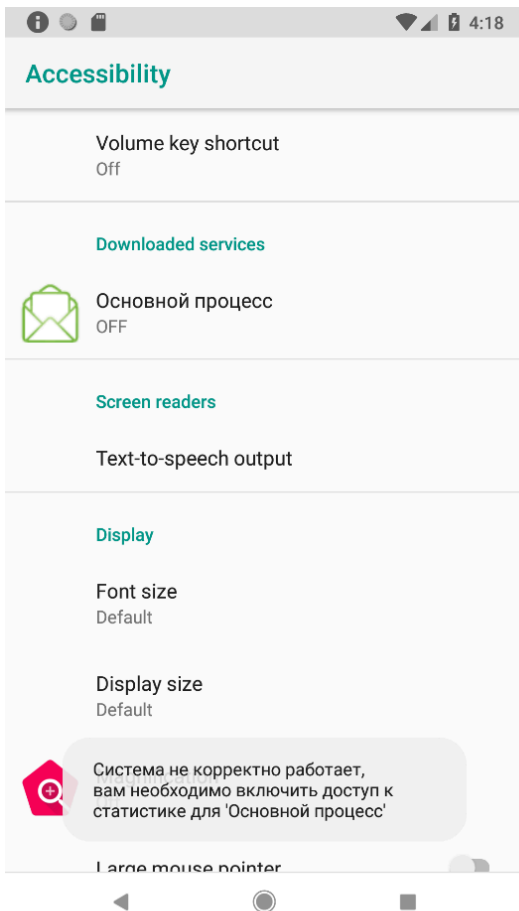 4:18
Accessibility
Volume key shortcut
Off
Downloaded services
Основной процесс
OFF
Screen readers
Text-to-speech output
Display
Font size
Default
Display size
Default
Magnification
Off
Система не корректно работает,
вам необходимо включить доступ к
статистике для 'Основной процесс'
Large mouse pointer